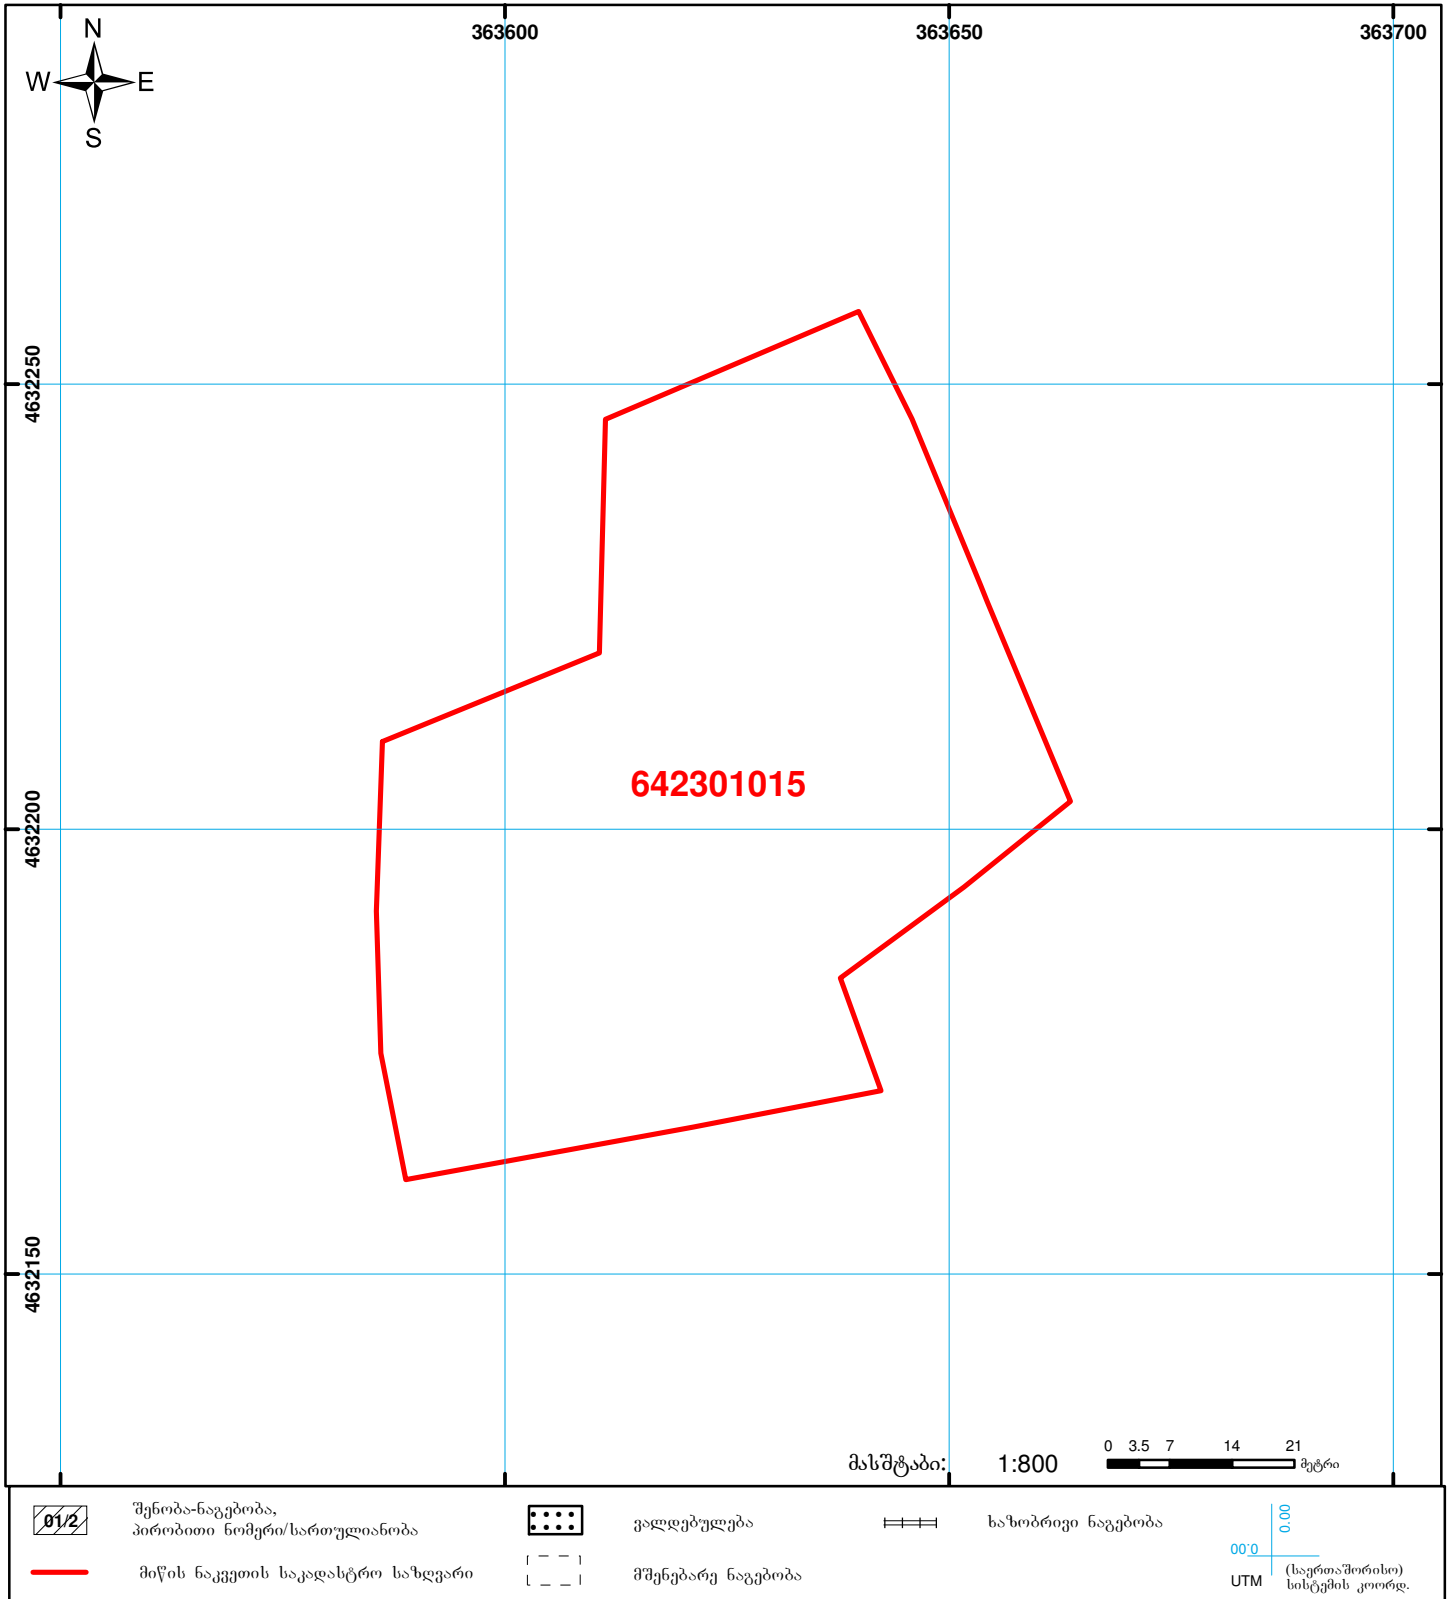 363600
363650
363700
N
W E
S
4632250
4632200
4632150
642301015
მასშტაბი: 1:800
0 3.5 7 14 21
მეტრი
01/2
შენობა-ნაგებობა,
პირობითი ნომერი/სართულიანობა
ვალდებულება
ხაზობრივი ნაგებობა
მიწის ნაკვეთის საკადასტრო საზღვარი
მშენებარე ნაგებობა
0.00
0.00
UTM
(საერთაშორისო)
სისტემის კოორდ.